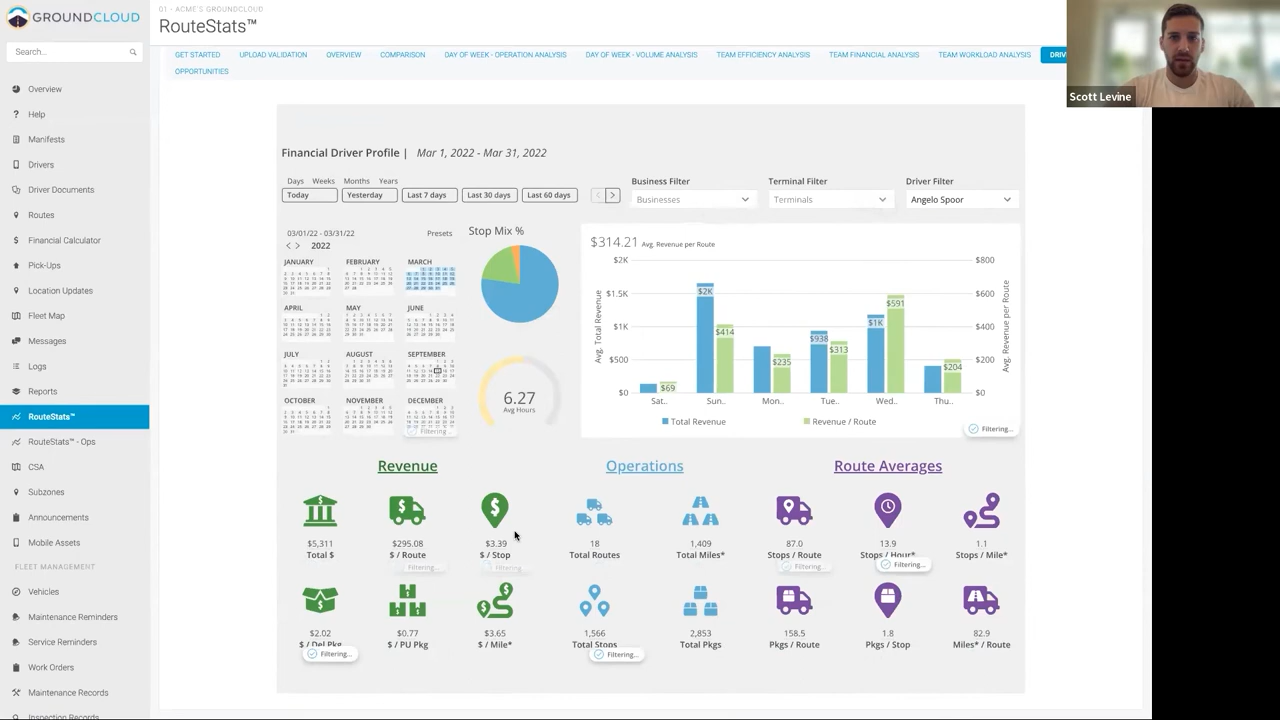 GROUNDCLOUD
01 - ACME'S GROUNDCLOUD
RouteStats™
Search...
GET STARTED UPLOAD VALIDATION OVERVIEW COMPARISON DAY OF WEEK - OPERATION ANALYSIS DAY OF WEEK - VOLUME ANALYSIS TEAM EFFICIENCY ANALYSIS TEAM FINANCIAL ANALYSIS TEAM WORKLOAD ANALYSIS
OPPORTUNITIES
Scott Levine
Overview
Help
Manifests
Drivers
Driver Documents
Routes
Financial Calculator
Pick-Ups
Location Updates
Fleet Map
Messages
Logs
Reports
RouteStats™
RouteStats™ - Ops
CSA
Subzones
Announcements
Mobile Assets
FLEET MANAGEMENT
Vehicles
Maintenance Reminders
Service Reminders
Work Orders
Maintenance Records
Inspection Records
Financial Driver Profile | Mar 1, 2022 - Mar 31, 2022
Days Weeks Months Years
Today Yesterday Last 7 days Last 30 days Last 60 days
Business Filter Terminal Filter Driver Filter
Businesses Terminals Angelo Spoor
03/01/22 - 03/31/22 Presets
2022
JANUARY FEBRUARY MARCH
APRIL MAY JUNE
JULY AUGUST SEPTEMBER
OCTOBER NOVEMBER DECEMBER
Filtering...
Stop Mix %
6.27
Avg Hours
$314.21 Avg. Revenue per Route
$2K $800
$1.5K $600
$1K $400
$500 $200
$0 $0
Avg. Total Revenue
Avg. Revenue per Route
$69 $2K $414 $235 $938 $313 $1K $591 $204
Sat.. Sun.. Mon.. Tue.. Wed.. Thu..
Total Revenue Revenue / Route
Filtering...
Revenue Operations Route Averages
$5,311 $295.08 $3.39 18 1,409 87.0 13.9 1.1
Total $ $ / Route $ / Stop Total Routes Total Miles* Stops / Route Stops / Hour* Stops / Mile*
Filtering... Filtering Filtering... Filtering...
$2.02 $0.77 $3.65 1,566 2,853 158.5 1.8 82.9
$ / Del Pkg $ / PU Pkg $ / Mile* Total Stops Total Pkgs Pkgs / Route Pkgs / Stop Miles* / Route
Filtering... Filtering...